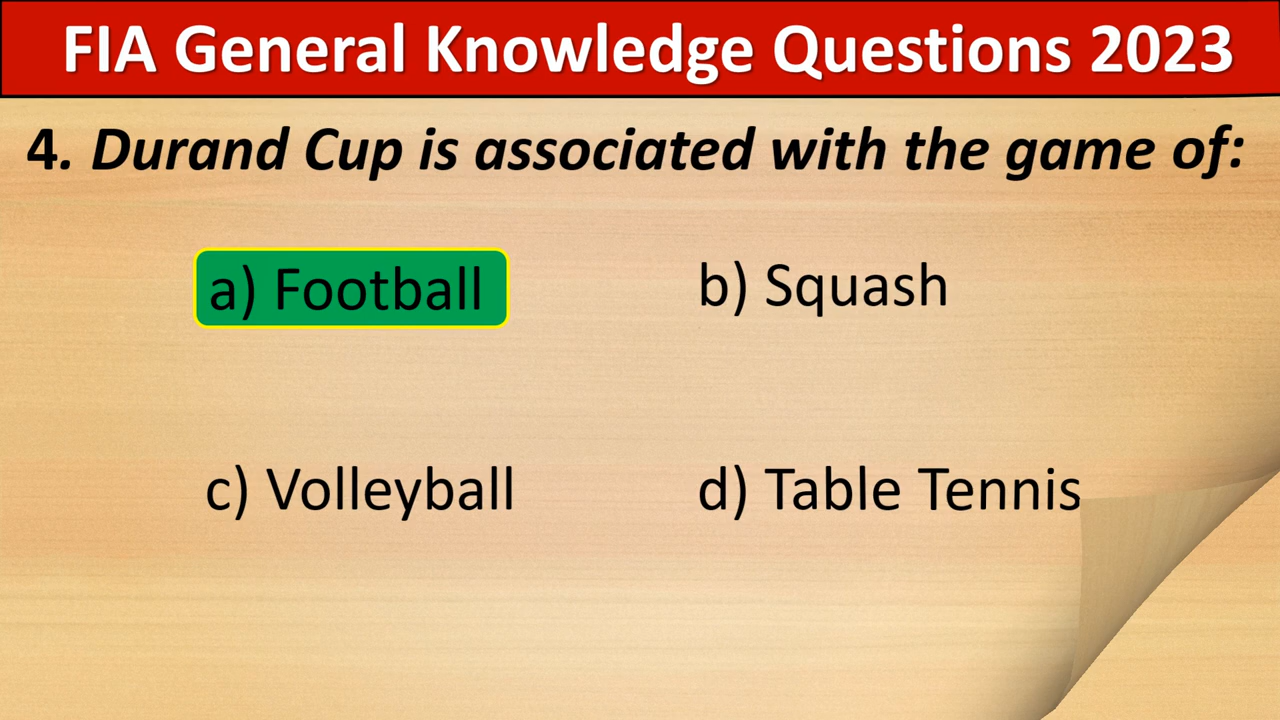 FIA General Knowledge Questions 2023
4. Durand Cup is associated with the game of:
a) Football
b) Squash
c) Volleyball
d) Table Tennis